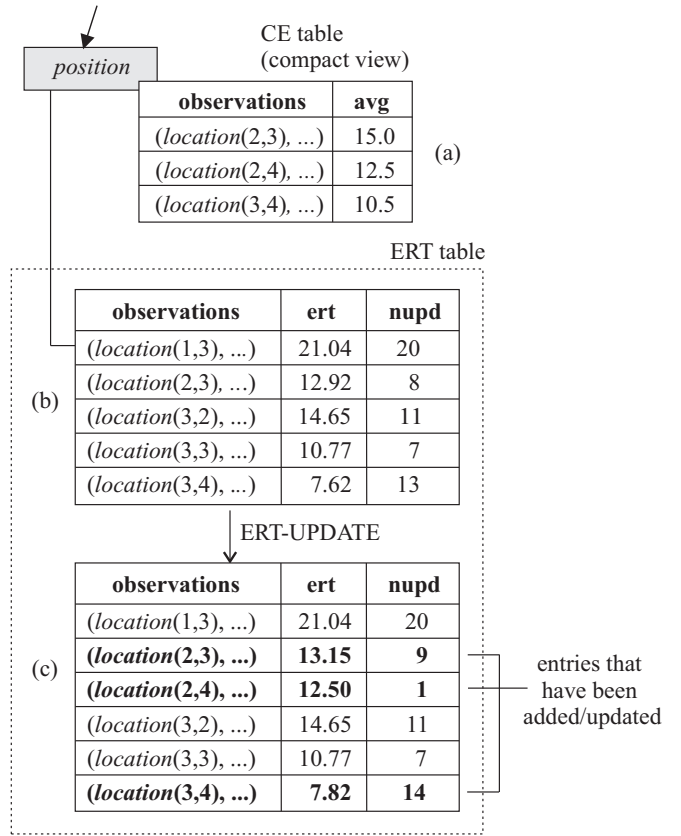 CE table
(compact view)
position
observations avg
(location(2,3), ...) 15.0
(location(2,4), ...) 12.5
(location(3,4), ...) 10.5
(a)
ERT table
observations ert nupd
(location(1,3), ...) 21.04 20
(location(2,3), ...) 12.92 8
(location(3,2), ...) 14.65 11
(location(3,3), ...) 10.77 7
(location(3,4), ...) 7.62 13
(b)
ERT-UPDATE
observations ert nupd
(location(1,3), ...) 21.04 20
(location(2,3), ...) 13.15 9
(location(2,4), ...) 12.50 1
(location(3,2), ...) 14.65 11
(location(3,3), ...) 10.77 7
(location(3,4), ...) 7.82 14
(c)
entries that
have been
added/updated